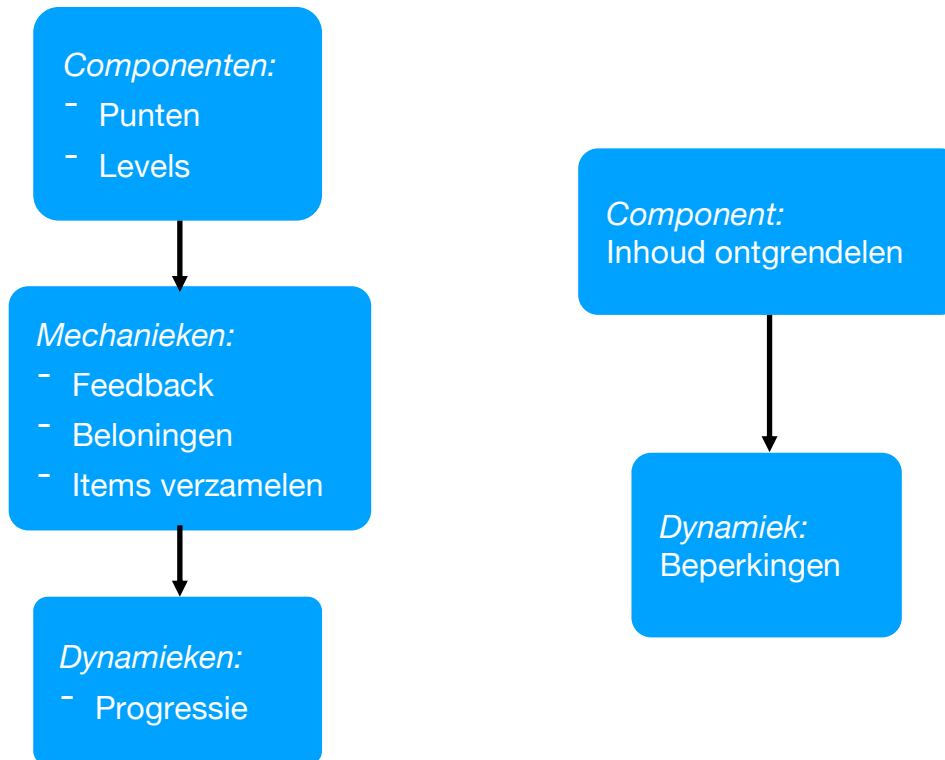 Componenten:
- Punten
- Levels
Mechanieken:
- Feedback
- Beloningen
- Items verzamelen
Dynamieken:
- Progressie
Component:
Inhoud ontgrendelen
Dynamiek:
Beperkingen